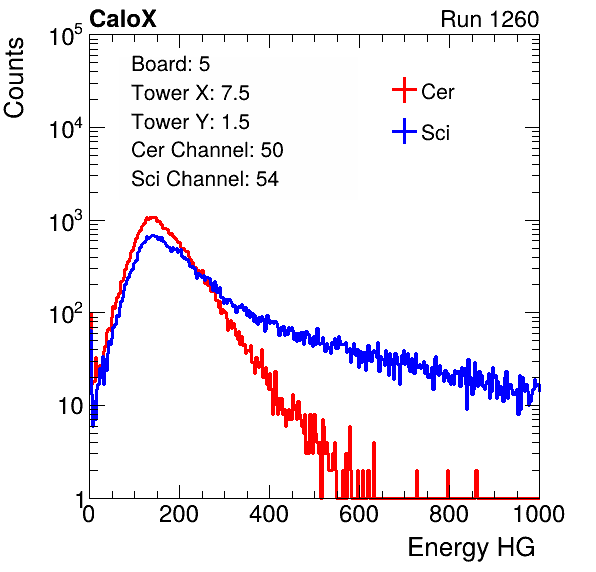 CaloX Run 1260
Counts
10^5
10^4
10^3
10^2
10
1
Board: 5
Tower X: 7.5
Tower Y: 1.5
Cer Channel: 50
Sci Channel: 54
Cer
Sci
0 200 400 600 800 1000
Energy HG